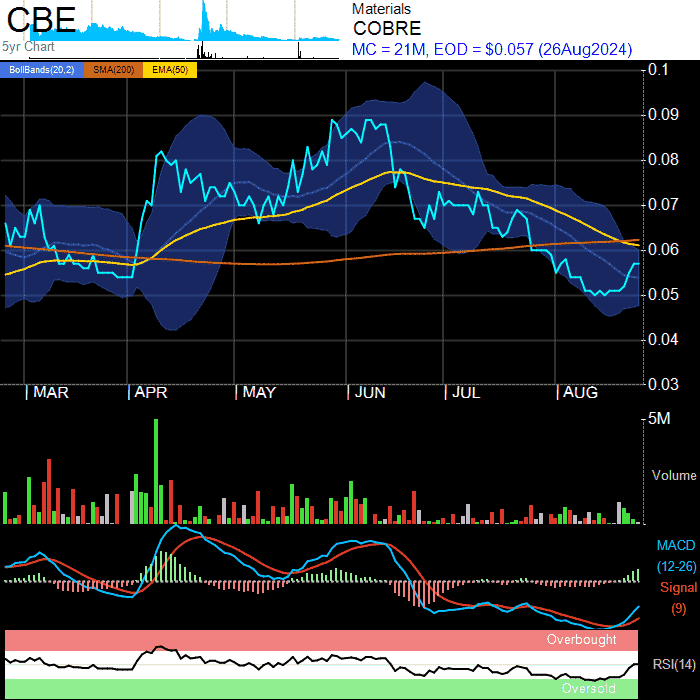 CBE
5yr Chart
Materials
COBRE
MC = 21M, EOD = $0.057 (26Aug2024)
BollBands(20,2) SMA(200) EMA(50)
0.1
0.09
0.08
0.07
0.06
0.05
0.04
0.03
MAR APR MAY JUN JUL AUG
5M
Volume
MACD
(12-26)
Signal
(9)
Overbought
RSI(14)
Oversold